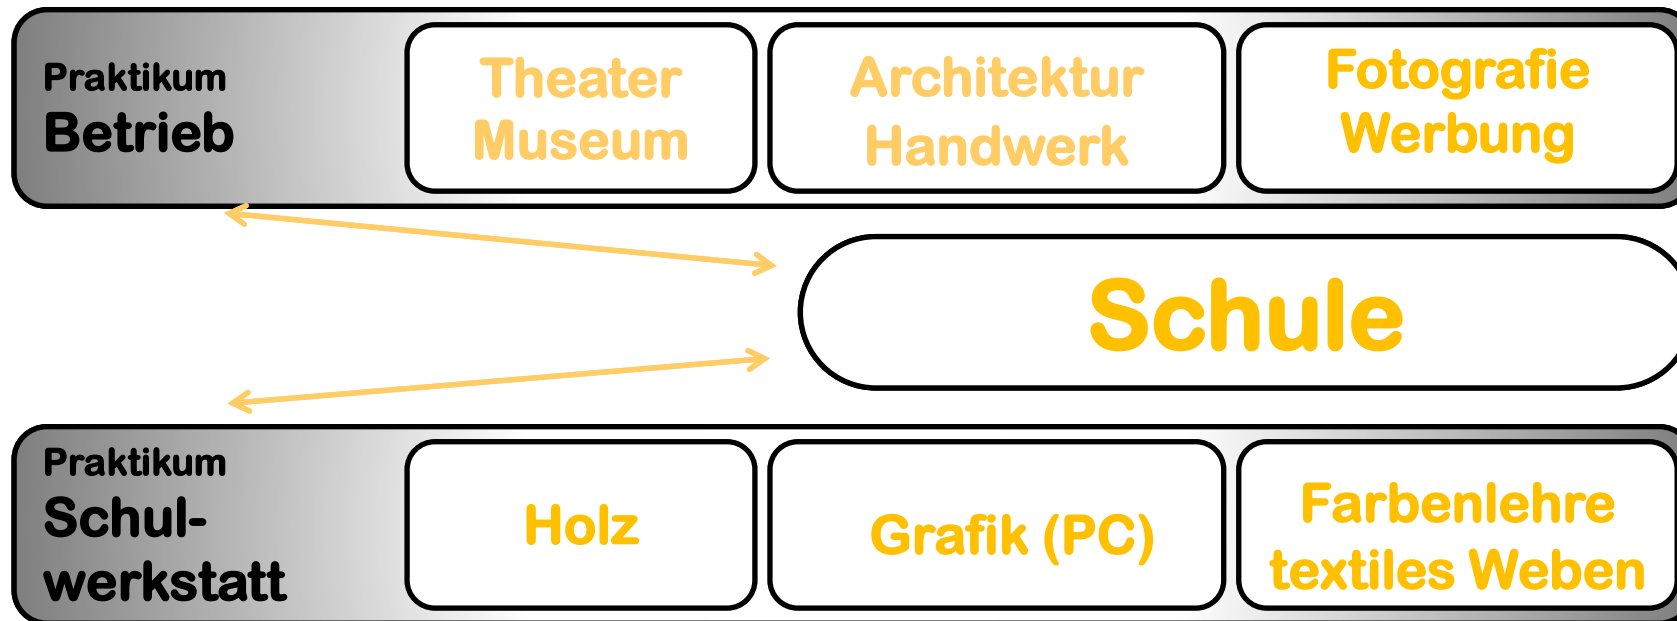 Praktikum
Betrieb
Theater
Museum
Architektur
Handwerk
Fotografie
Werbung
Schule
Praktikum
Schul-
werkstatt
Holz
Grafik (PC)
Farbenlehre
textiles Weben